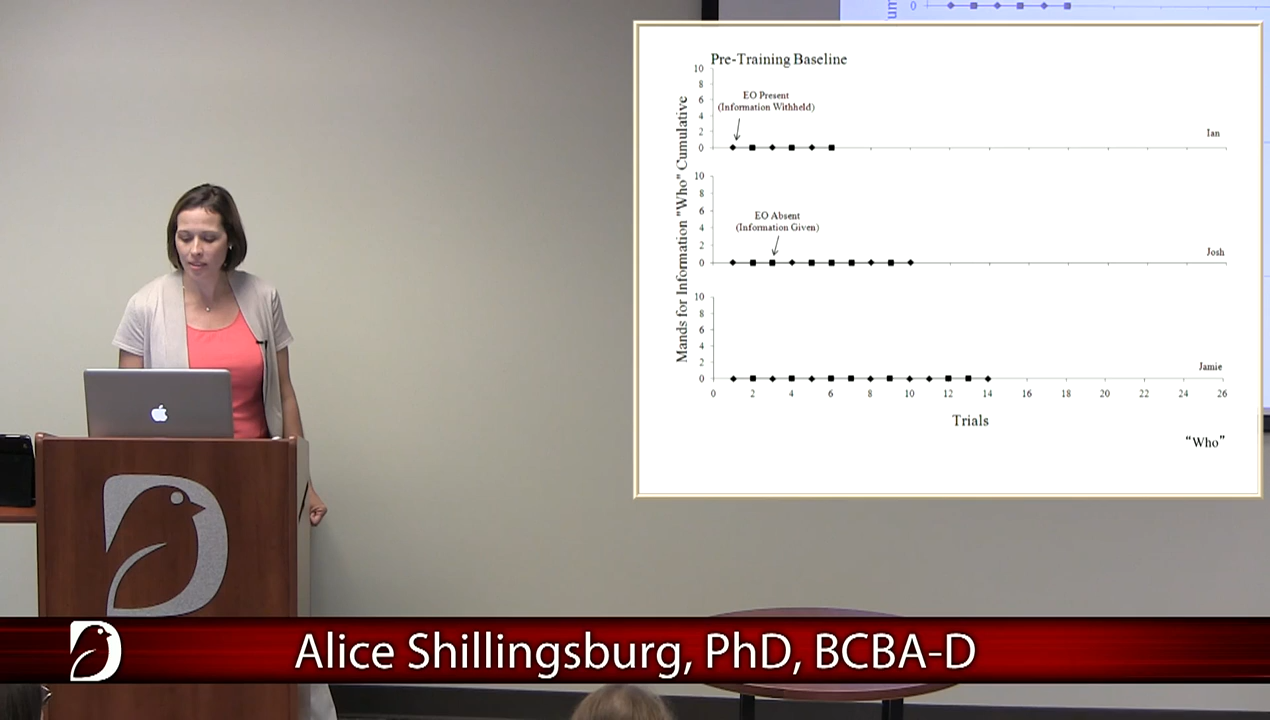 um
0
Pre-Training Baseline
Mands for Information "Who" Cumulative
10
8
6
4
2
0
EO Present
(Information Withheld)
Ian
10
8
6
4
2
0
EO Absent
(Information Given)
Josh
10
8
6
4
2
0
Jamie
0 2 4 6 8 10 12 14 16 18 20 22 24 26
Trials
“Who”
Alice Shillingsburg, PhD, BCBA-D